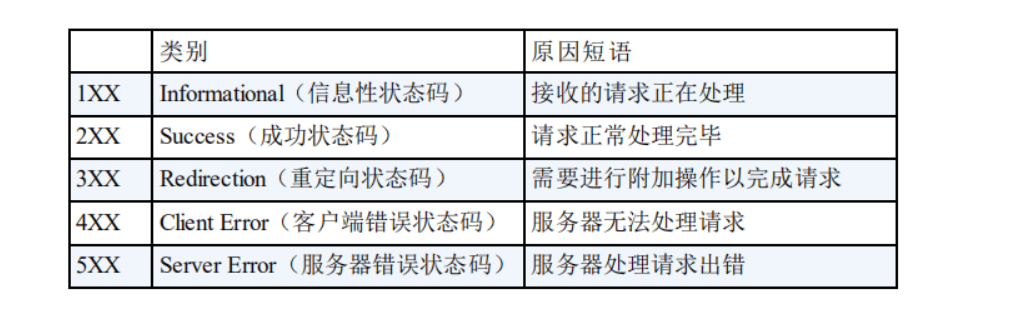 类别 原因短语
1XX Informational（信息性状态码） 接收的请求正在处理
2XX Success（成功状态码） 请求正常处理完毕
3XX Redirection（重定向状态码） 需要进行附加操作以完成请求
4XX Client Error（客户端错误状态码） 服务器无法处理请求
5XX Server Error（服务器错误状态码） 服务器处理请求出错